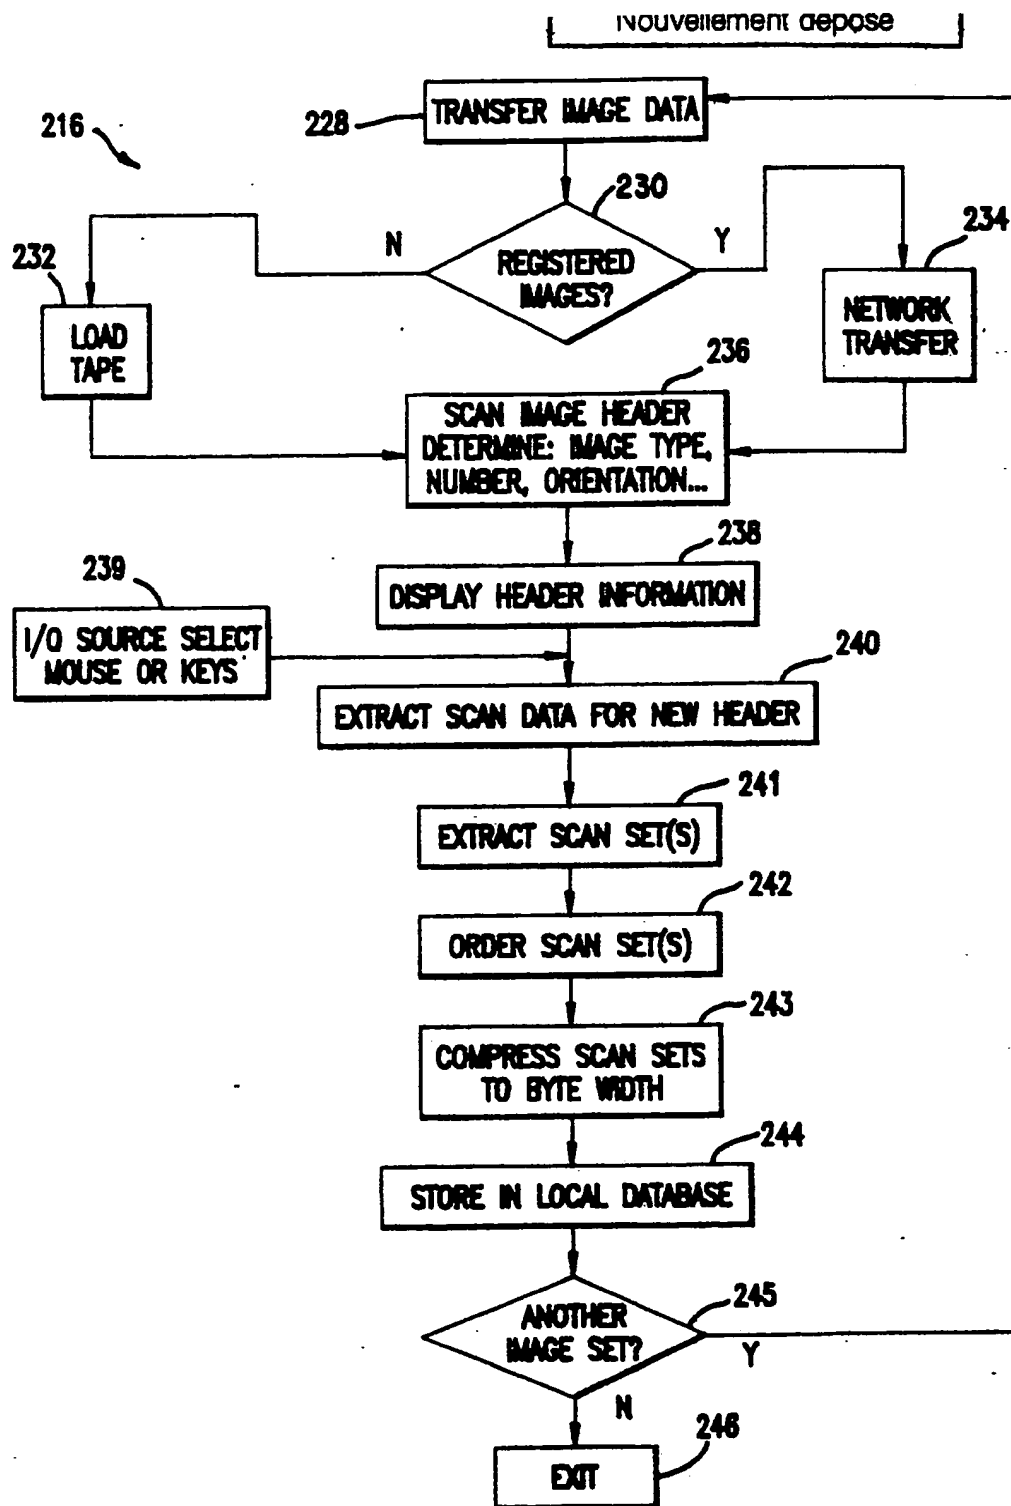 Nouvellement déposé
TRANSFER IMAGE DATA
228
216
230
REGISTERED
IMAGES?
N
Y
232
234
LOAD
TAPE
NETWORK
TRANSFER
236
SCAN IMAGE HEADER
DETERMINE: IMAGE TYPE,
NUMBER, ORIENTATION...
238
DISPLAY HEADER INFORMATION
239
I/O SOURCE SELECT
MOUSE OR KEYS
240
EXTRACT SCAN DATA FOR NEW HEADER
241
EXTRACT SCAN SET(S)
242
ORDER SCAN SET(S)
243
COMPRESS SCAN SETS
TO BYTE WIDTH
244
STORE IN LOCAL DATABASE
245
ANOTHER
IMAGE SET?
Y
N
246
EXIT